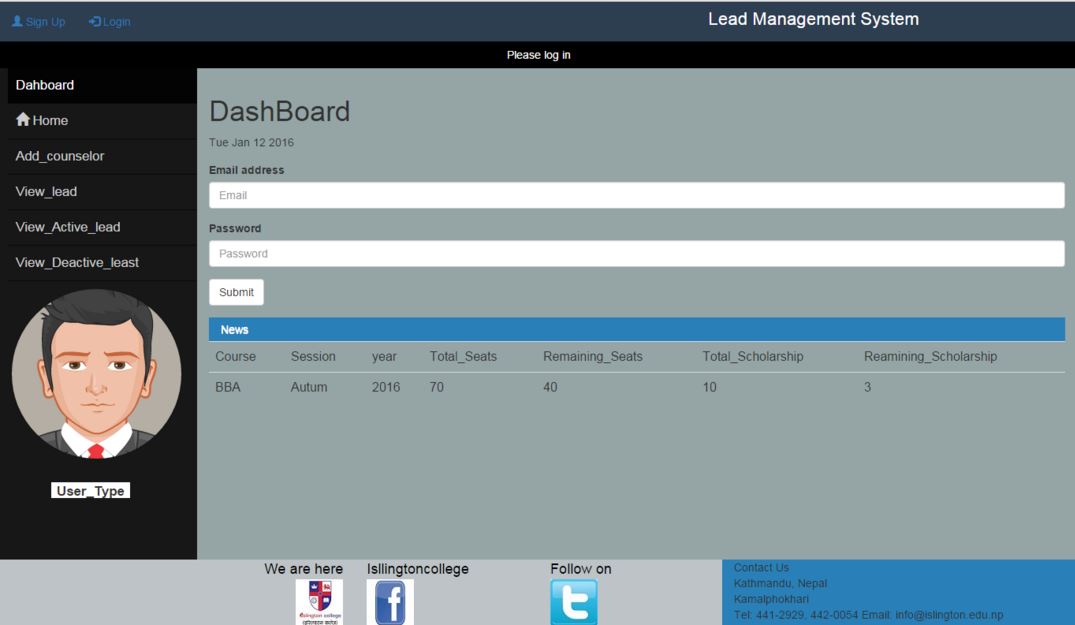 Sign Up Login Lead Management System
Please log in
Dahboard
Home
Add_counselor
View_lead
View_Active_lead
View_Deactive_least
User_Type
DashBoard
Tue Jan 12 2016
Email address
Email
Password
Password
Submit
News
Course Session year Total_Seats Remaining_Seats Total_Scholarship Reamining_Scholarship
BBA Autum 2016 70 40 10 3
We are here Isllingtoncollege Follow on
islington college
Contact Us
Kathmandu, Nepal
Kamalphokhari
Tel: 441-2929, 442-0054 Email: info@islington.edu.np